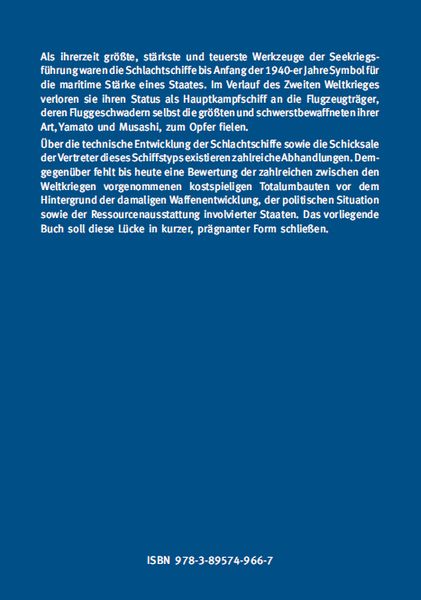 Als ihrerzeit größte, stärkste und teuerste Werkzeuge der Seekriegs-
führung waren die Schlachtschiffe bis Anfang der 1940-er Jahre Symbol für
die maritime Stärke eines Staates. Im Verlauf des Zweiten Weltkrieges
verloren sie ihren Status als Hauptkampfschiff an die Flugzeugträger,
deren Fluggeschwadern selbst die größten und schwerstbewaffneten ihrer
Art, Yamato und Musashi, zum Opfer fielen.
Über die technische Entwicklung der Schlachtschiffe sowie die Schicksale
der Vertreter dieses Schiffstyps existieren zahlreiche Abhandlungen. Dem-
gegenüber fehlt bis heute eine Bewertung der zahlreichen zwischen den
Weltkriegen vorgenommenen kostspieligen Totalumbauten vor dem
Hintergrund der damaligen Waffenentwicklung, der politischen Situation
sowie der Ressourcenausstattung involvierter Staaten. Das vorliegende
Buch soll diese Lücke in kurzer, prägnanter Form schließen.
ISBN 978-3-89574-966-7